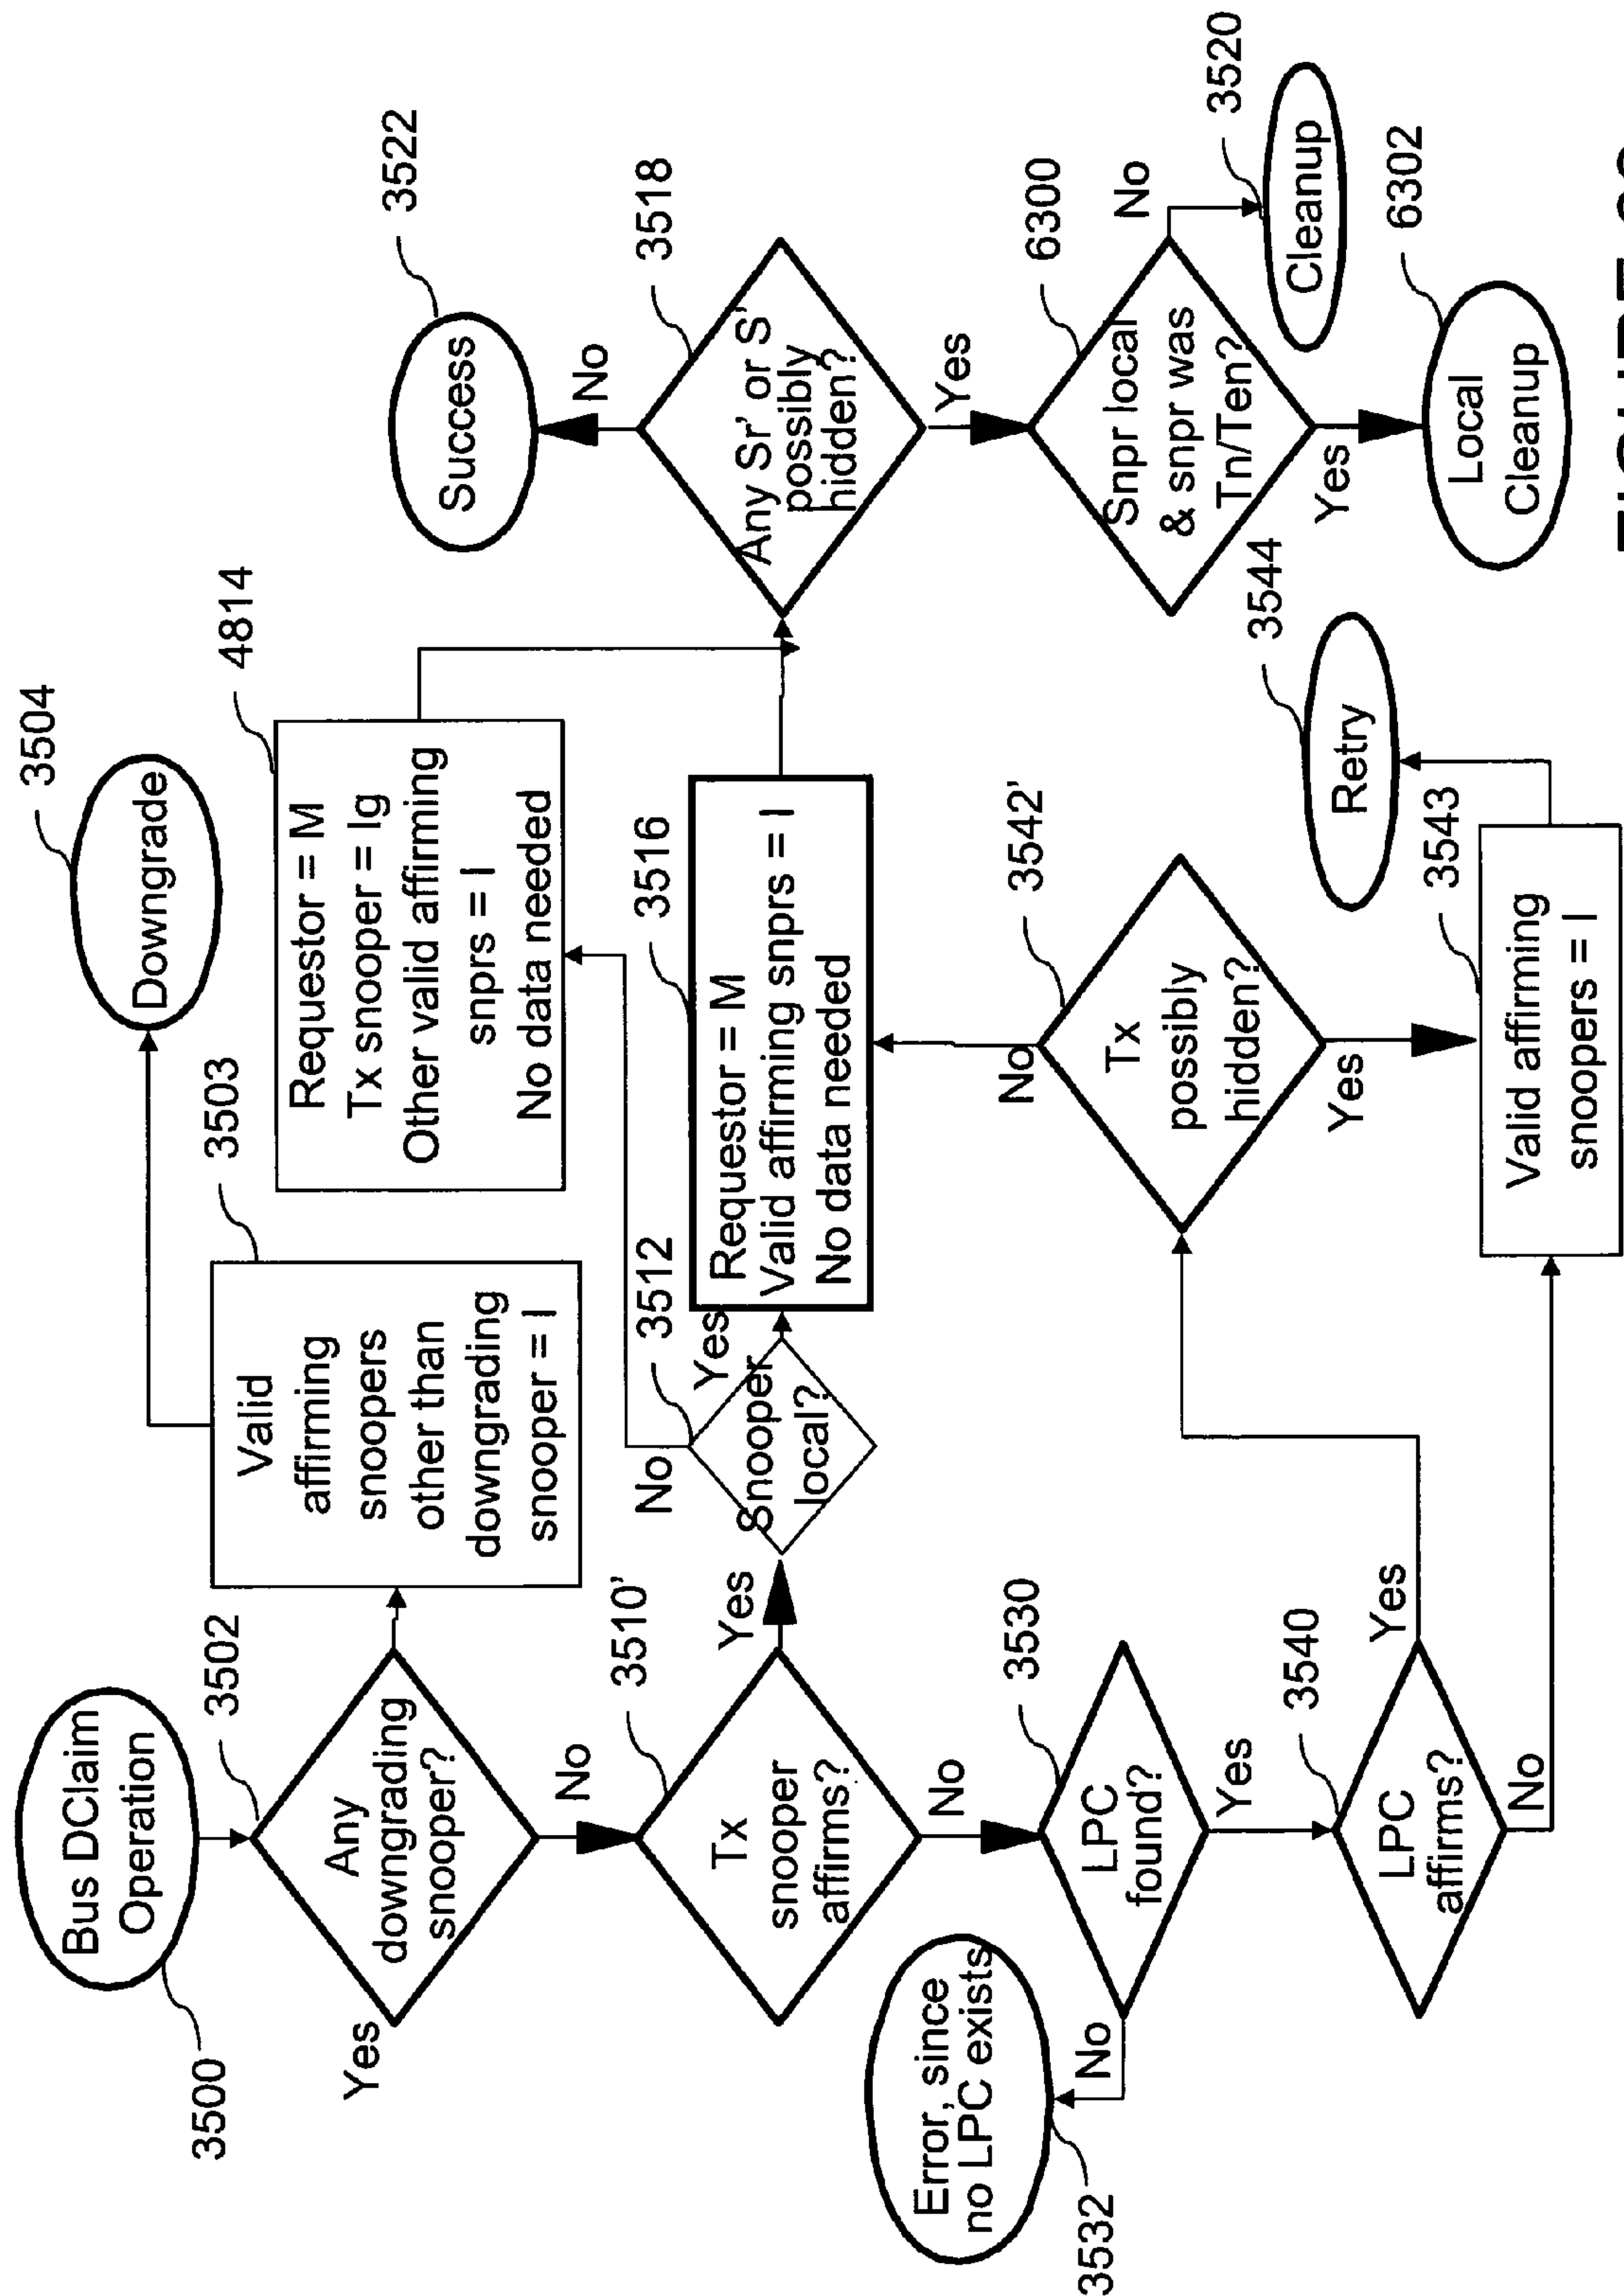 3500
Bus DClaim
Operation
3502
Any
downgrading
snooper?
Yes
No
3503
Valid
affirming
snoopers
other than
downgrading
snooper = I
3504
Downgrade
3510'
Tx
snooper
affirms?
Yes
No
3512
Snooper
local?
No
Yes
4814
Requestor = M
Tx snooper = Ig
Other valid affirming
snprs = I
No data needed
3516
Requestor = M
Valid affirming snprs = I
No data needed
3518
Any Sr' or S'
possibly
hidden?
No
Yes
3522
Success
6300
Snpr local
& snpr was
Tn/Ten?
No
Yes
3520
Cleanup
6302
Local
Cleanup
3530
LPC
found?
No
Yes
3532
Error, since
no LPC exists
3540
LPC
affirms?
Yes
No
3542'
Tx
possibly
hidden?
No
Yes
3543
Valid affirming
snoopers = I
3544
Retry